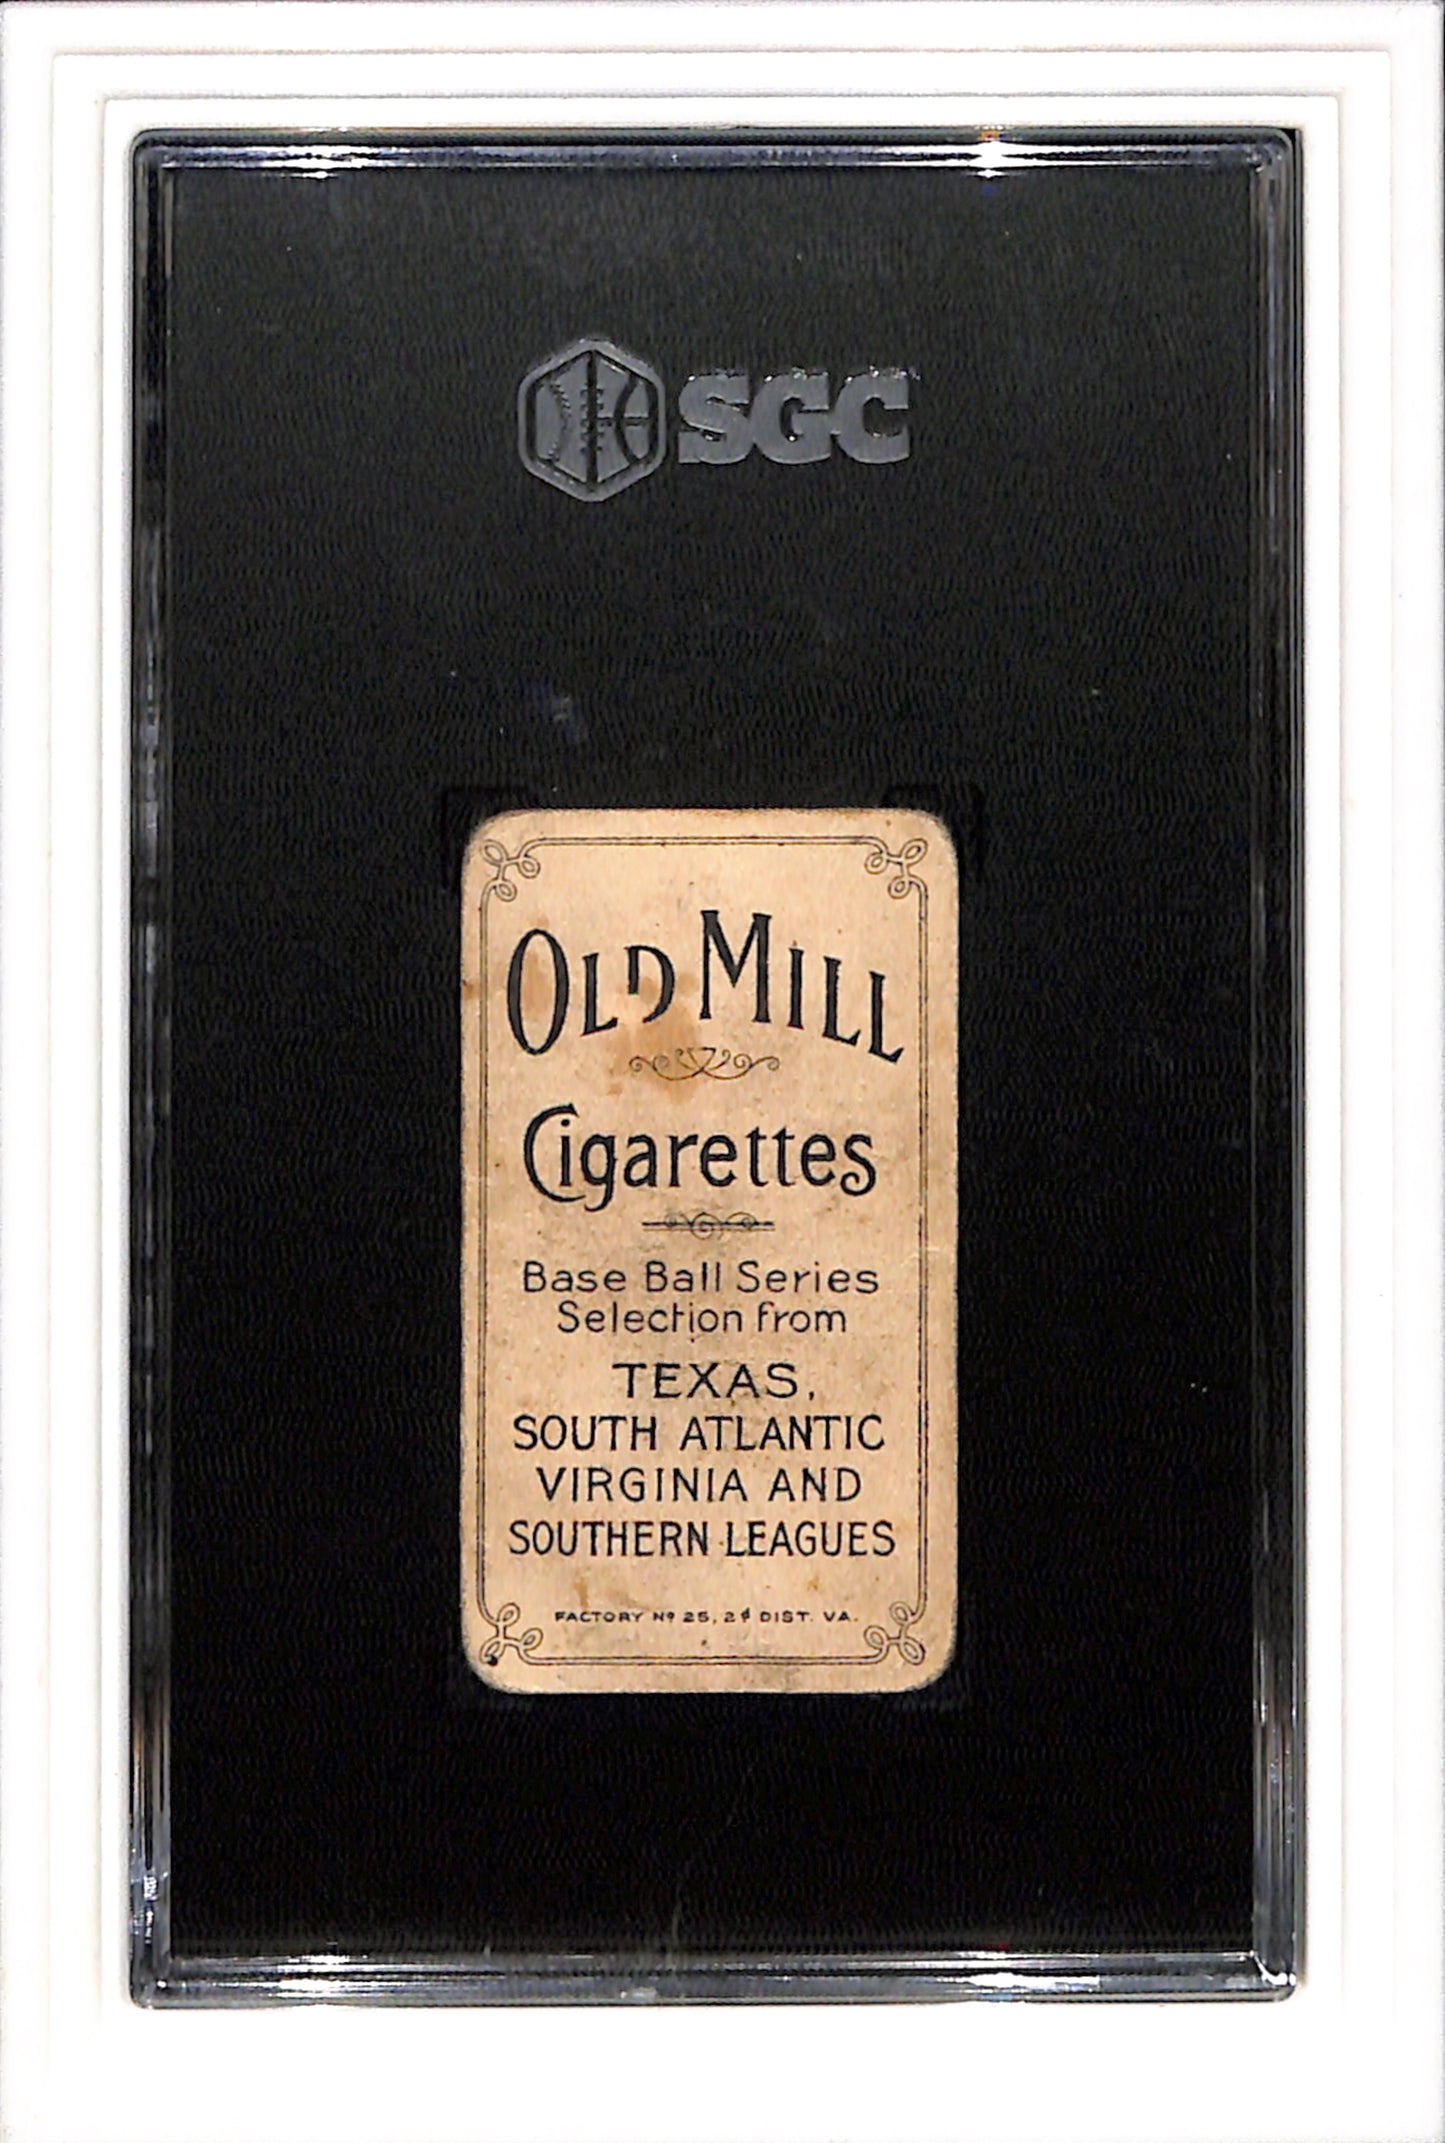 SGC
OLD MILL
Cigarettes
Base Ball Series
Selection from
TEXAS,
SOUTH ATLANTIC
VIRGINIA AND
SOUTHERN LEAGUES
FACTORY Nº 25, 2ᵈ DIST. VA.